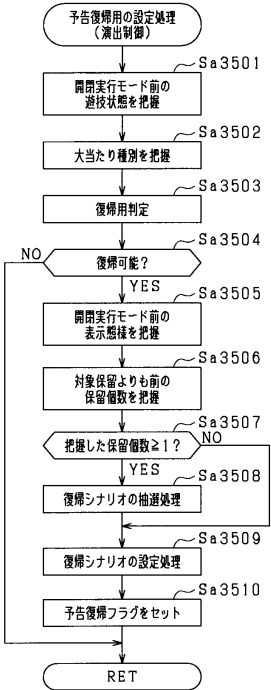 予告復帰用の設定処理
(演出制御)
Sa3501
開閉実行モード前の
遊技状態を把握
Sa3502
大当たり種別を把握
Sa3503
復帰用判定
Sa3504
NO
復帰可能？
YES
Sa3505
開閉実行モード前の
表示態様を把握
Sa3506
対象保留よりも前の
保留個数を把握
Sa3507
把握した保留個数≧1？
NO
YES
Sa3508
復帰シナリオの抽選処理
Sa3509
復帰シナリオの設定処理
Sa3510
予告復帰フラグをセット
RET